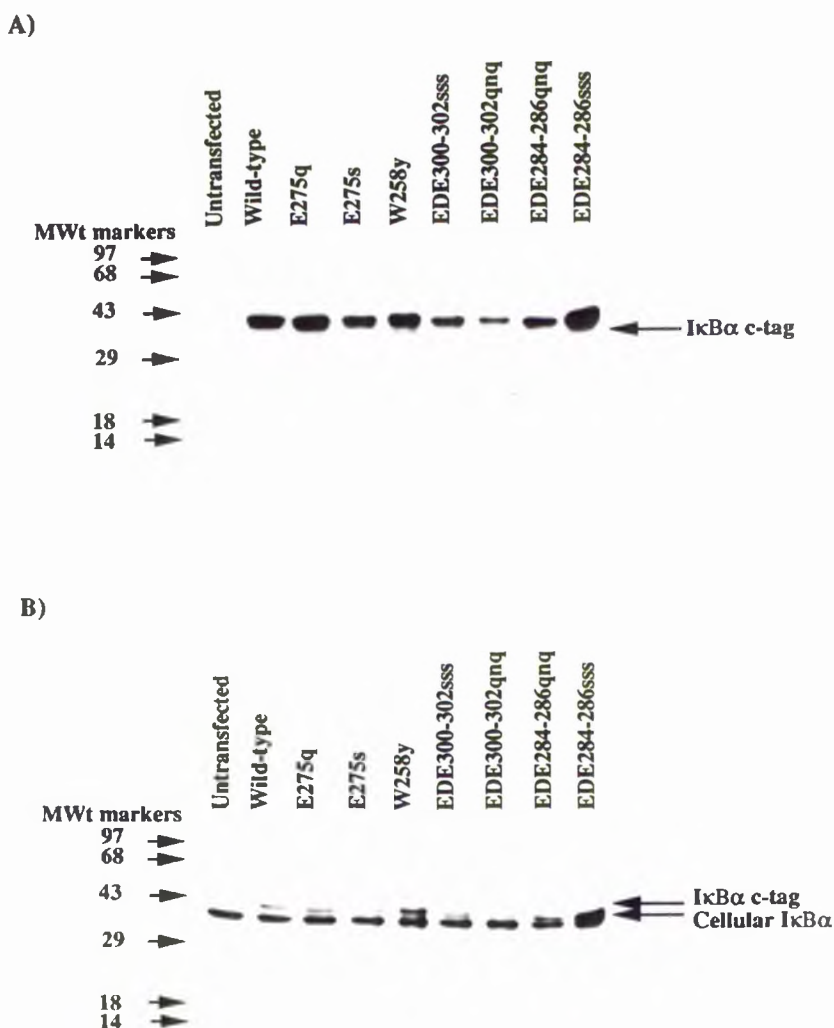 A)
Untransfected
Wild-type
E275q
E275s
W258y
EDE300-302sss
EDE300-302qnq
EDE284-286qnq
EDE284-286sss
MWt markers
97
68
43
29
18
14
IκBα c-tag
B)
Untransfected
Wild-type
E275q
E275s
W258y
EDE300-302sss
EDE300-302qnq
EDE284-286qnq
EDE284-286sss
MWt markers
97
68
43
29
18
14
IκBα c-tag
Cellular IκBα